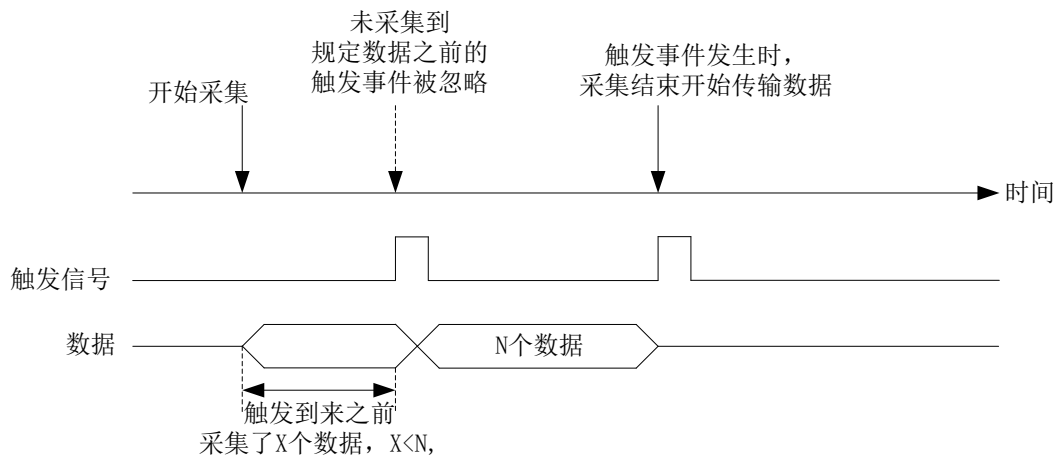 未采集到
规定数据之前的
触发事件被忽略
触发事件发生时，
采集结束开始传输数据
开始采集
时间
触发信号
数据
N个数据
触发到来之前
采集了X个数据，X<N，